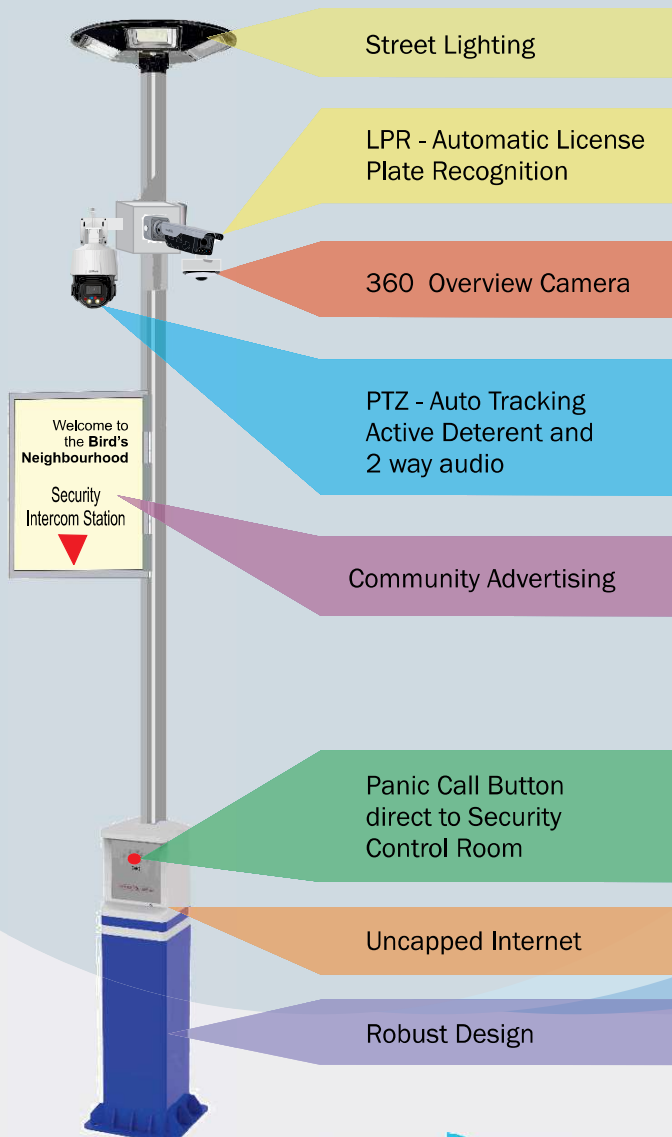 Street Lighting
LPR - Automatic License
Plate Recognition
360 Overview Camera
PTZ - Auto Tracking
Active Deterent and
2 way audio
Welcome to
the Bird's
Neighbourhood
Security
Intercom Station
Community Advertising
Panic Call Button
direct to Security
Control Room
Uncapped Internet
Robust Design